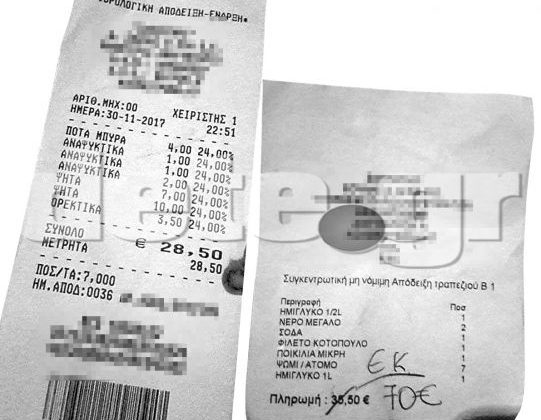 ΦΟΡΟΛΟΓΙΚΗ ΑΠΟΔΕΙΞΗ-ΕΝΑΡΞΗ.
ΑΡΙΘ.ΜΗΧ:00 ΧΕΙΡΙΣΤΗΣ 1
ΗΜΕΡΑ:30-11-2017 22:51
ΠΟΤΑ ΜΠΥΡΑ 4,00 24,00%
ΑΝΑΨΥΚΤΙΚΑ 1,00 24,00%
ΑΝΑΨΥΚΤΙΚΑ 1,00 24,00%
ΑΝΑΨΥΚΤΙΚΑ 2,00 24,00%
ΨΗΤΑ 7,00 24,00%
ΨΗΤΑ 10,00 24,00%
ΟΡΕΚΤΙΚΑ 3,50 24,00%
ΣΥΝΟΛΟ € 28,50
ΜΕΤΡΗΤΑ 28,50
ΠΟΣ/ΤΑ:7,000
ΗΜ.ΑΠΟΔ:0036
Συγκεντρωτική μη νόμιμη Απόδειξη τραπεζιού Β 1
Περιγραφή Ποσ
ΗΜΙΓΛΥΚΟ 1/2L 1
ΝΕΡΟ ΜΕΓΑΛΟ 2
ΣΟΔΑ 1
ΦΙΛΕΤΟ ΚΟΤΟΠΟΥΛΟ 1
ΠΟΙΚΙΛΙΑ ΜΙΚΡΗ 1
ΨΩΜΙ / ΑΤΟΜΟ 7
ΗΜΙΓΛΥΚΟ 1L 1
ΕΚ
Πληρωμή : 35,50 € 70€